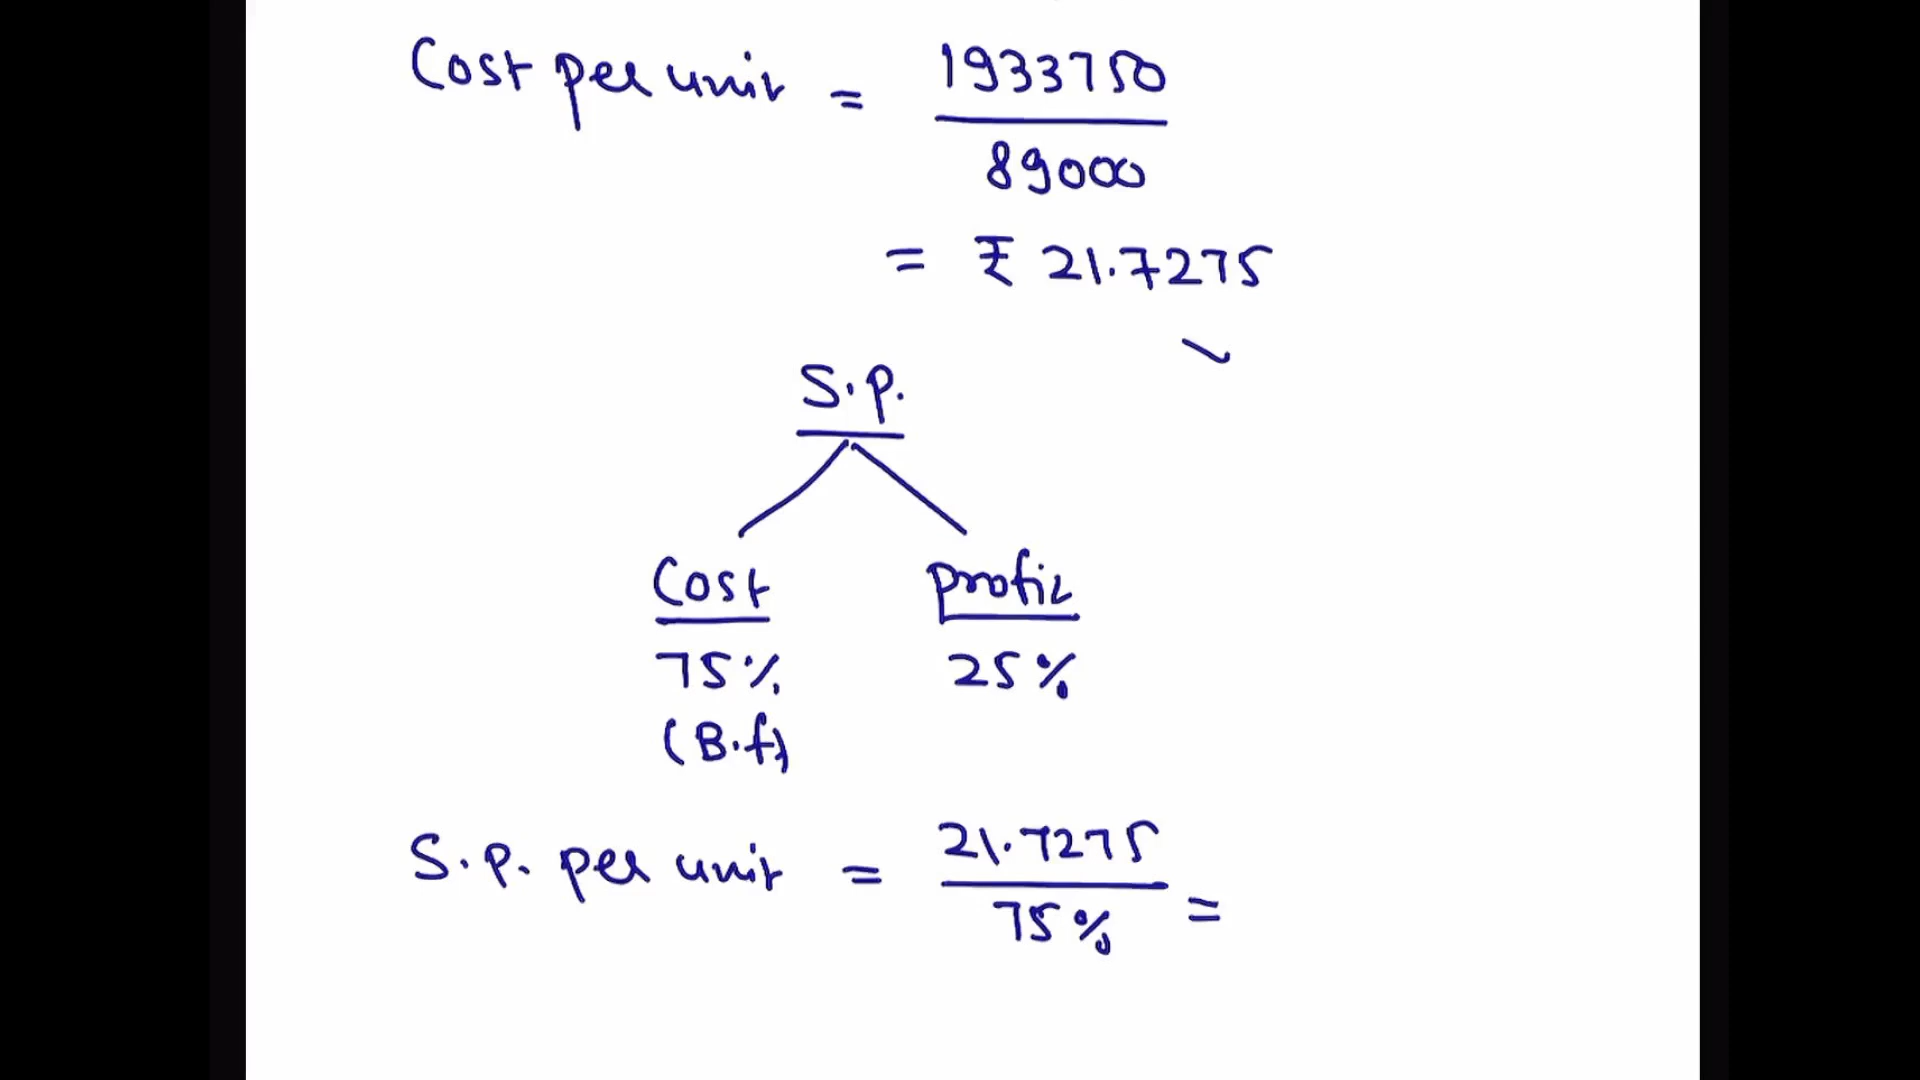 Cost per unit = 1933750
89000
= ₹ 21.7275
S.P.
Cost profit
75% 25%
(B.f)
S.P. per unit = 21.7275
75% =